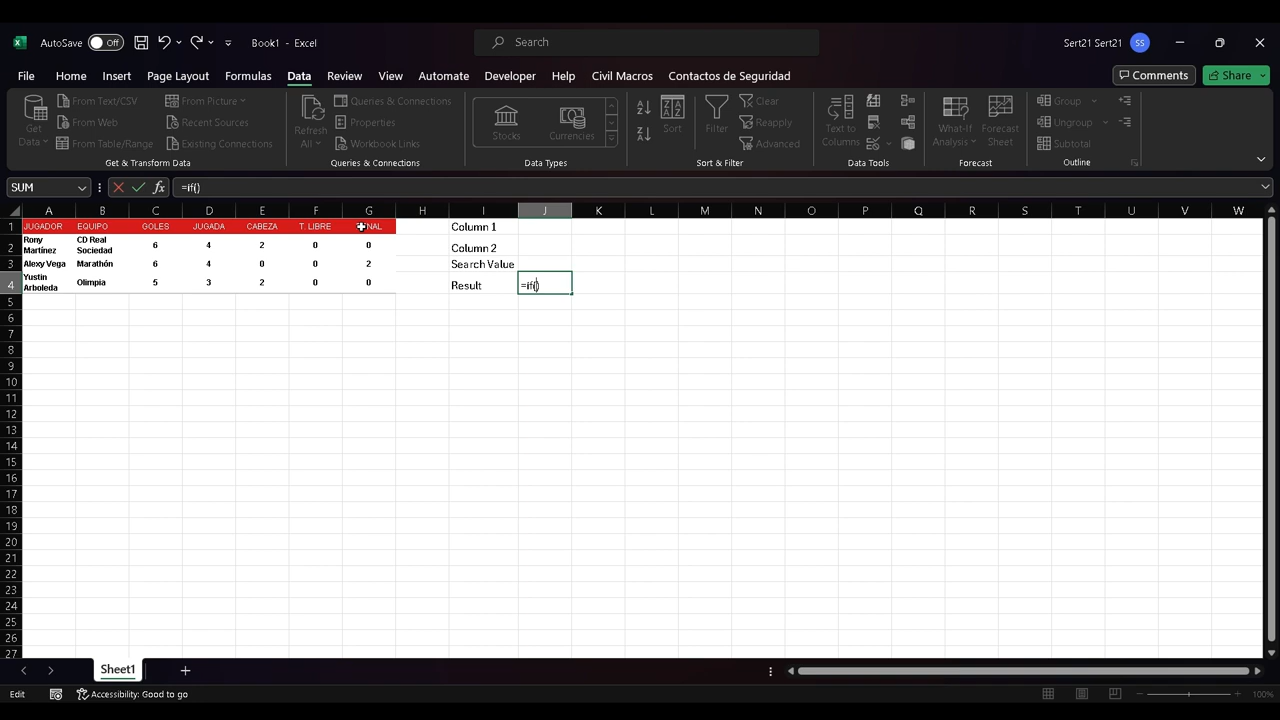 AutoSave Off Book1 - Excel Search Sert21 Sert21 SS
File Home Insert Page Layout Formulas Data Review View Automate Developer Help Civil Macros Contactos de Seguridad Comments Share
Get Data From Text/CSV From Picture Refresh All Queries & Connections Stocks Currencies Sort Filter Clear Text to Columns What-If Analysis Forecast Sheet Group
From Web Recent Sources Properties Reapply Ungroup
From Table/Range Existing Connections Workbook Links Advanced Subtotal
Get & Transform Data Queries & Connections Data Types Sort & Filter Data Tools Forecast Outline
SUM fx =if()
A B C D E F G H I J K L M N O P Q R S T U V W
1 JUGADOR EQUIPO GOLES JUGADA CABEZA T. LIBRE Column 1
2 Rony Martínez CD Real Sociedad 6 4 2 0 0 Column 2
3 Alexy Vega Marathón 6 4 0 0 2 Search Value
4 Yustin Arboleda Olimpia 5 3 2 0 0 Result =if()
5
6
7
8
9
10
11
12
13
14
15
16
17
18
19
20
21
22
23
24
25
26
27
Sheet1
Edit Accessibility: Good to go 100%